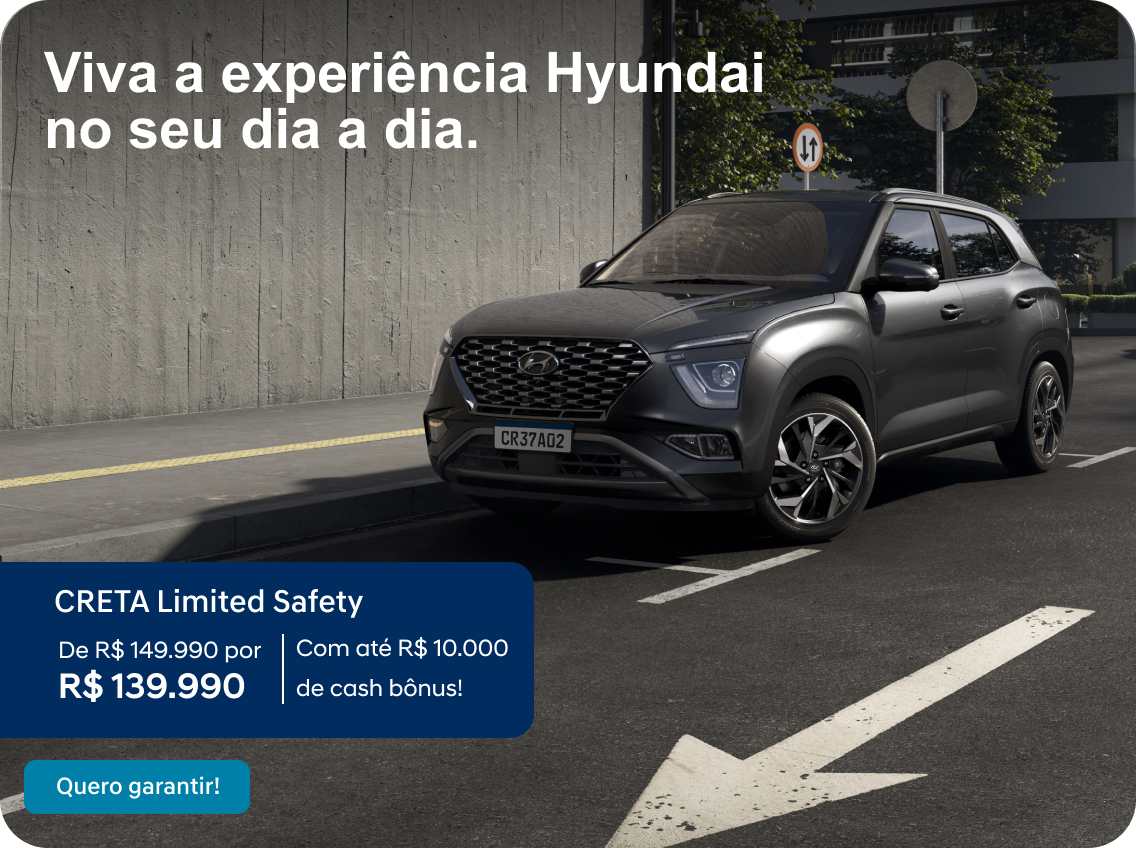 Viva a experiência Hyundai
no seu dia a dia.
CR37A02
CRETA Limited Safety
De R$ 149.990 por
R$ 139.990
Com até R$ 10.000
de cash bônus!
Quero garantir!